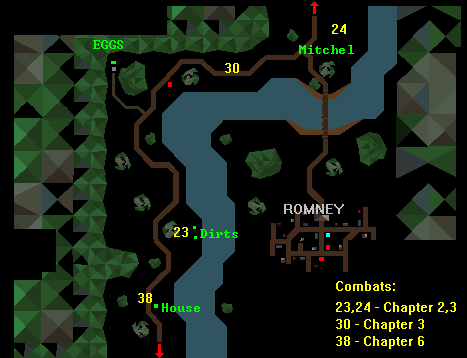 24
EGGS
Mitchel
30
ROMNEY
23 Dirts
38
House
Combats:
23,24 - Chapter 2,3
30 - Chapter 3
38 - Chapter 6